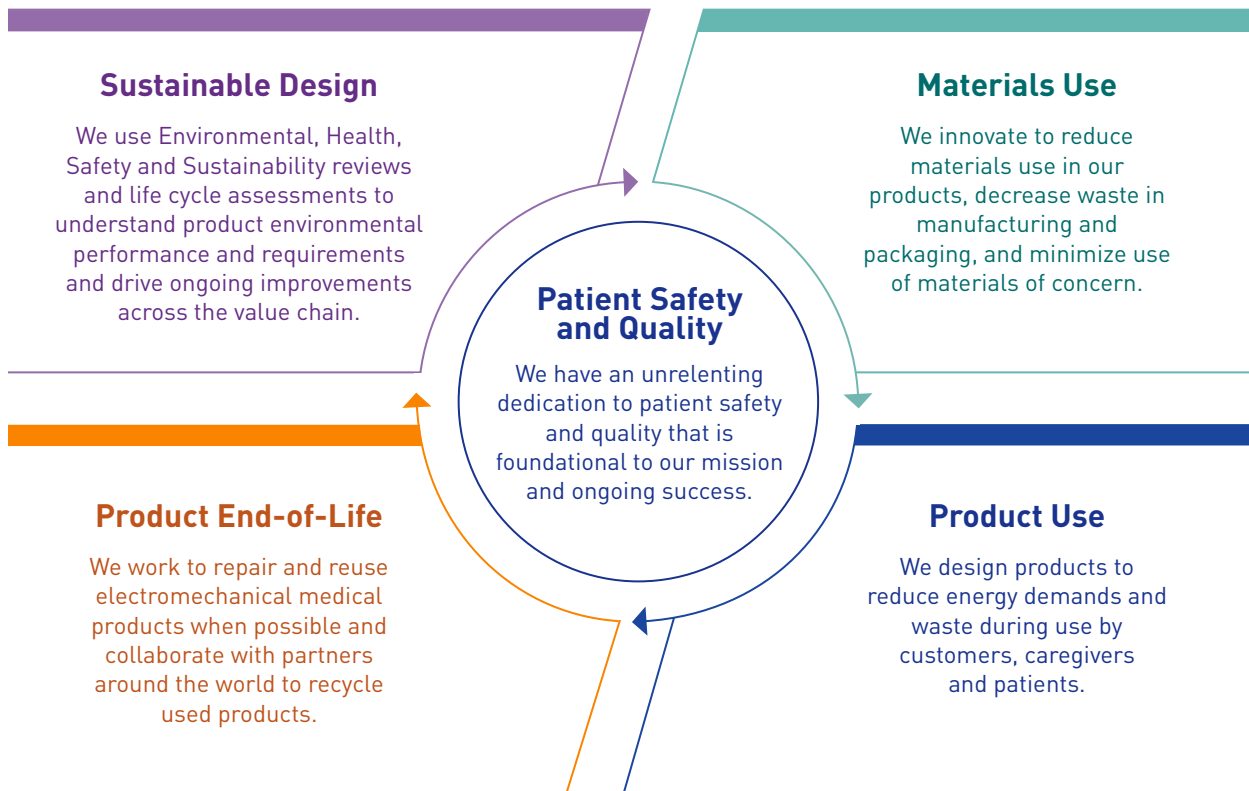 Sustainable Design
We use Environmental, Health,
Safety and Sustainability reviews
and life cycle assessments to
understand product environmental
performance and requirements
and drive ongoing improvements
across the value chain.
Materials Use
We innovate to reduce
materials use in our
products, decrease waste in
manufacturing and
packaging, and minimize use
of materials of concern.
Patient Safety
and Quality
We have an unrelenting
dedication to patient safety
and quality that is
foundational to our mission
and ongoing success.
Product End-of-Life
We work to repair and reuse
electromechanical medical
products when possible and
collaborate with partners
around the world to recycle
used products.
Product Use
We design products to
reduce energy demands and
waste during use by
customers, caregivers
and patients.